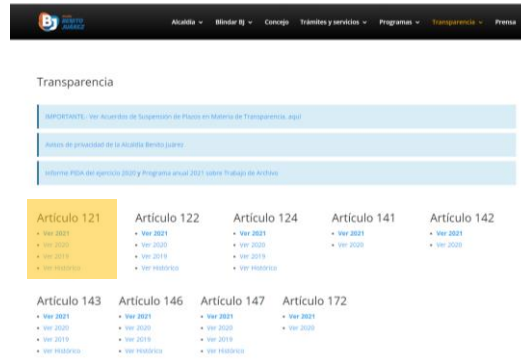 BJ ALCALDÍA BENITO JUÁREZ
Alcaldía Blindar BJ Concejo Trámites y servicios Programas Transparencia Prensa
Transparencia
IMPORTANTE.- Ver Acuerdos de Suspensión de Plazos en Materia de Transparencia, aquí
Avisos de privacidad de la Alcaldía Benito Juárez
Informe PIDA del ejercicio 2020 y Programa anual 2021 sobre Trabajo de Archivo
Artículo 121
• Ver 2021
• Ver 2020
• Ver 2019
• Ver Histórico
Artículo 122
• Ver 2021
• Ver 2020
• Ver 2019
• Ver Histórico
Artículo 124
• Ver 2021
• Ver 2020
• Ver 2019
• Ver Histórico
Artículo 141
• Ver 2021
• Ver 2020
Artículo 142
• Ver 2021
• Ver 2020
Artículo 143
• Ver 2021
• Ver 2020
• Ver 2019
• Ver Histórico
Artículo 146
• Ver 2021
• Ver 2020
• Ver 2019
• Ver Histórico
Artículo 147
• Ver 2021
• Ver 2020
• Ver 2019
• Ver Histórico
Artículo 172
• Ver 2021
• Ver 2020